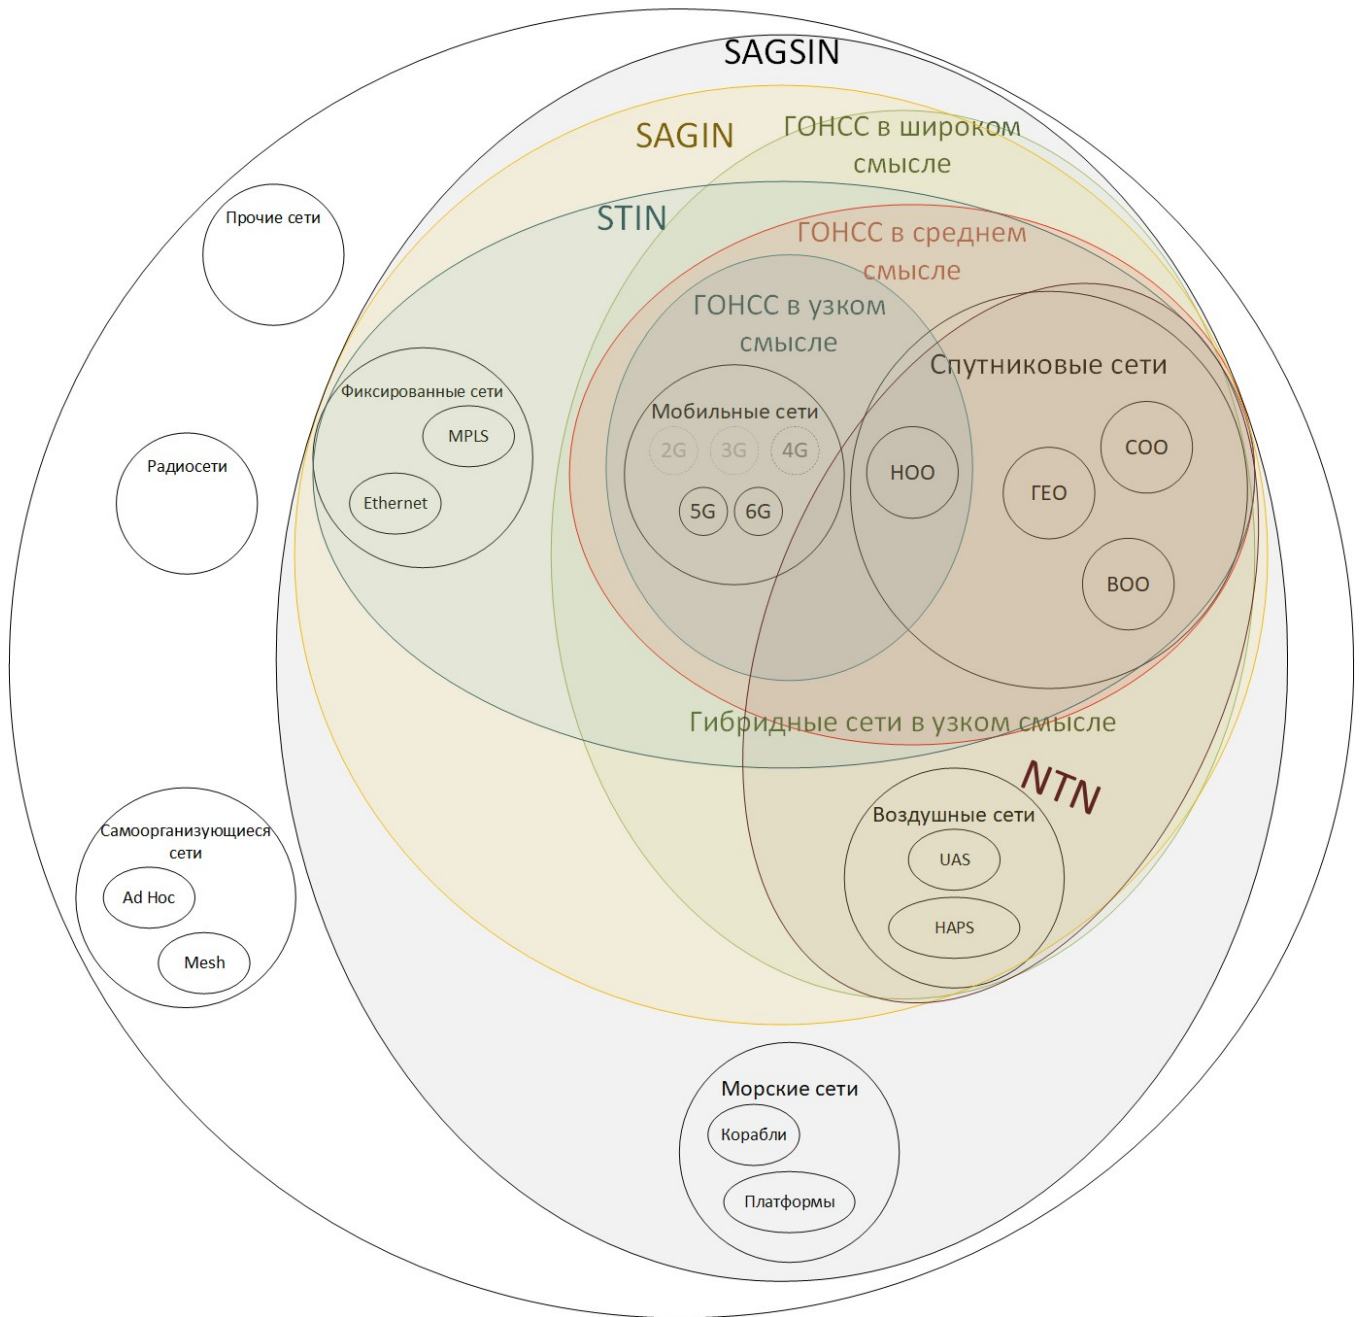 SAGSIN
SAGIN
ГОНСС в широком
смысле
STIN
Прочие сети
ГОНСС в среднем
смысле
ГОНСС в узком
смысле
Спутниковые сети
Фиксированные сети
MPLS
Ethernet
Мобильные сети
2G
3G
4G
5G
6G
НОО
ГЕО
СОО
ВОО
Радиосети
Гибридные сети в узком смысле
NTN
Воздушные сети
UAS
HAPS
Самоорганизующиеся
сети
Ad Hoc
Mesh
Морские сети
Корабли
Платформы